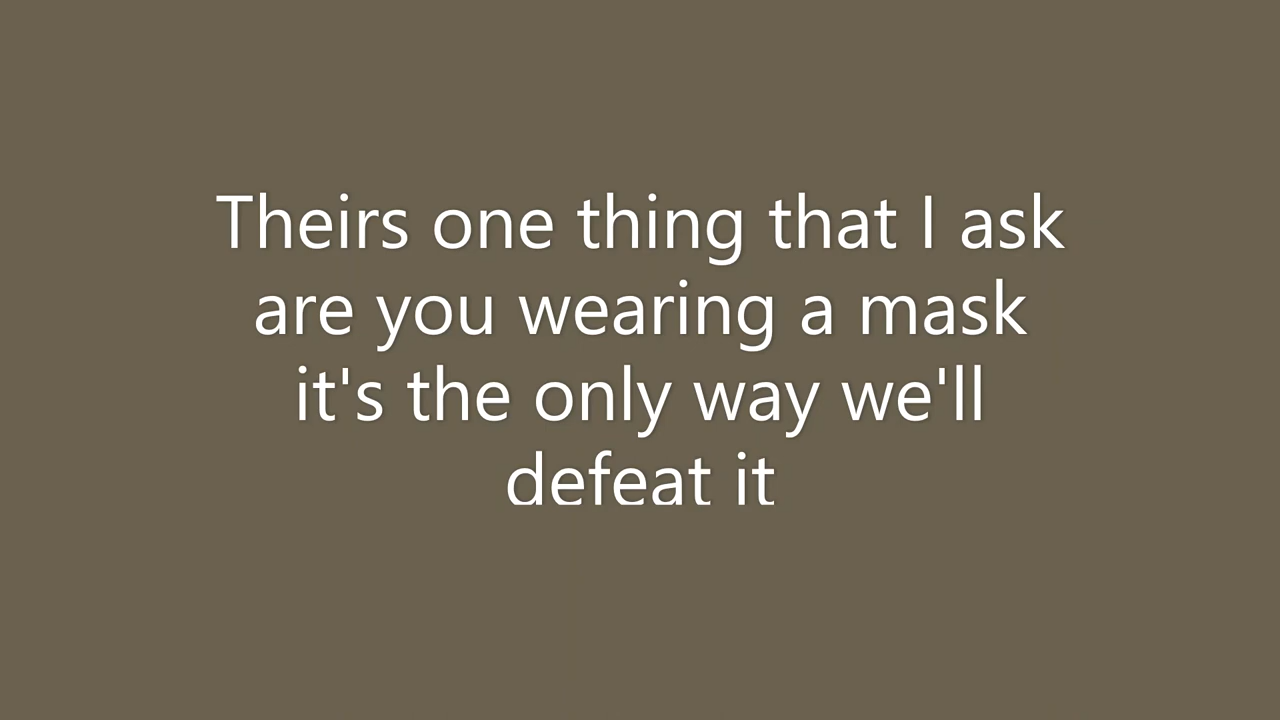 Theirs one thing that I ask
are you wearing a mask
it's the only way we'll
defeat it